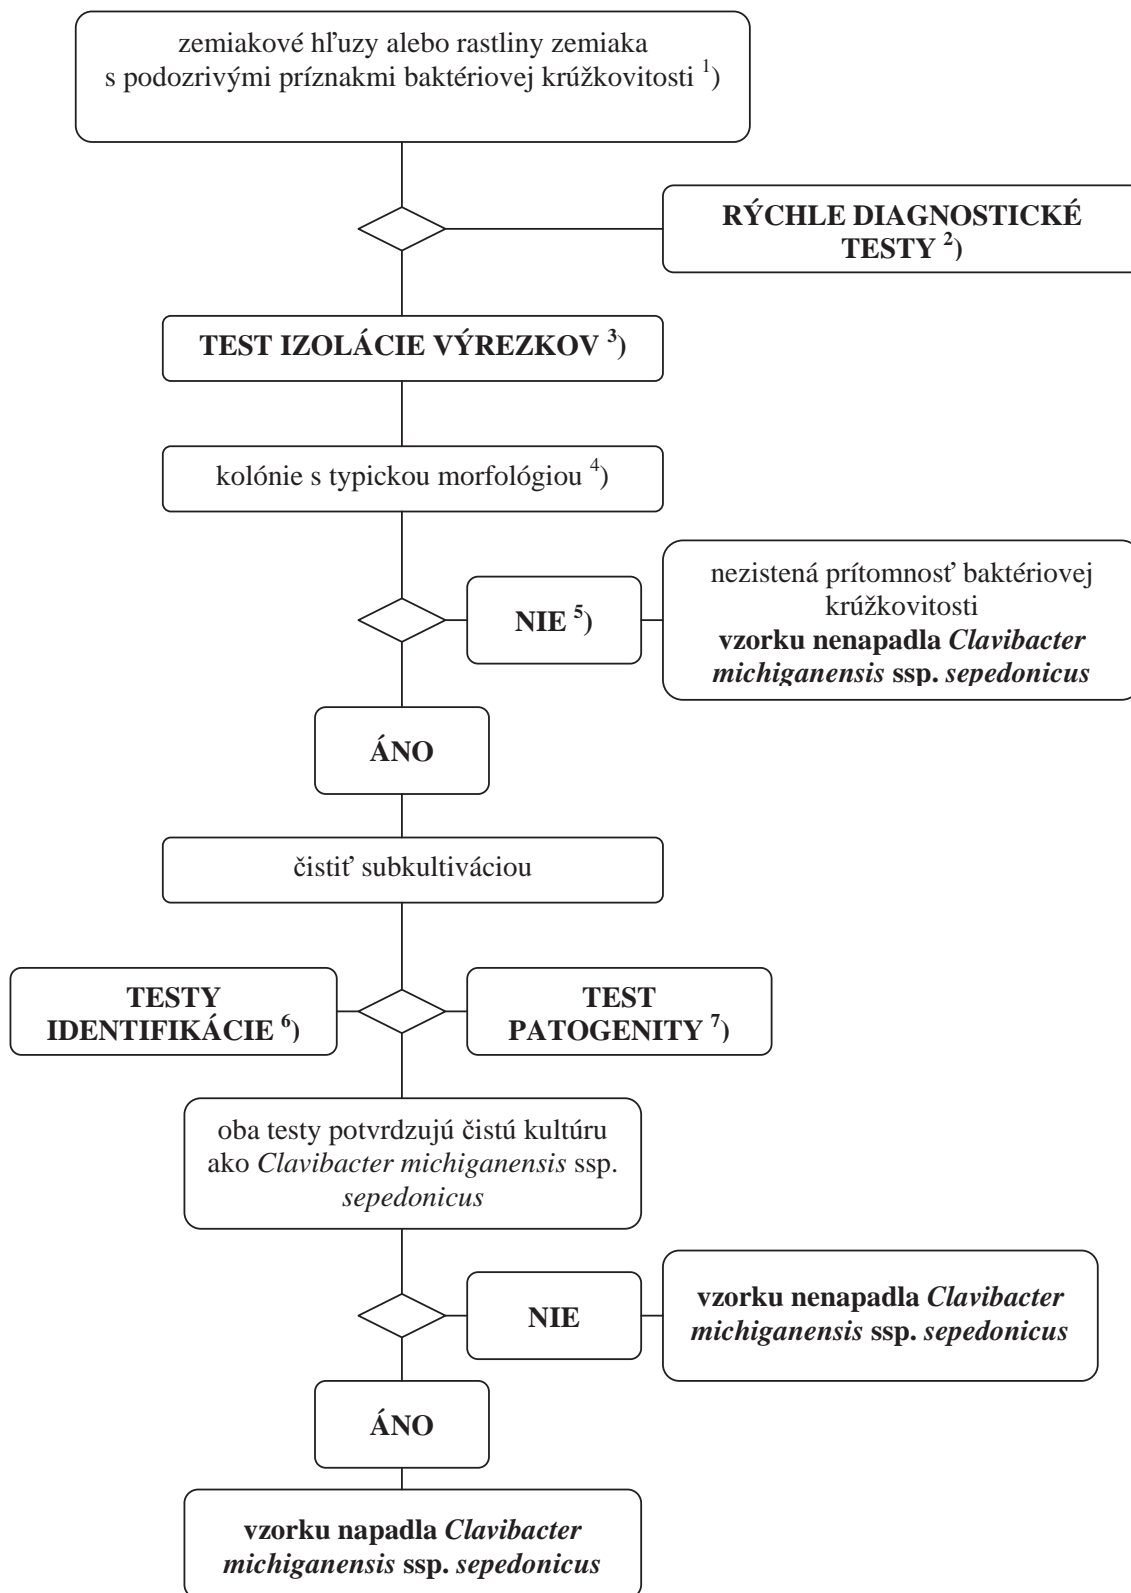 zemiakové hľuzy alebo rastliny zemiaka
s podozrivými príznakmi baktériovej krúžkovitosti ¹)
RÝCHLE DIAGNOSTICKÉ
TESTY ²)
TEST IZOLÁCIE VÝREZKOV ³)
kolónie s typickou morfológiou ⁴)
NIE ⁵)
nezistená prítomnosť baktériovej
krúžkovitosti
vzorku nenapadla Clavibacter
michiganensis ssp. sepedonicus
ÁNO
čistiť subkultiváciou
TESTY
IDENTIFIKÁCIE ⁶)
TEST
PATOGENITY ⁷)
oba testy potvrdzujú čistú kultúru
ako Clavibacter michiganensis ssp.
sepedonicus
NIE
vzorku nenapadla Clavibacter
michiganensis ssp. sepedonicus
ÁNO
vzorku napadla Clavibacter
michiganensis ssp. sepedonicus